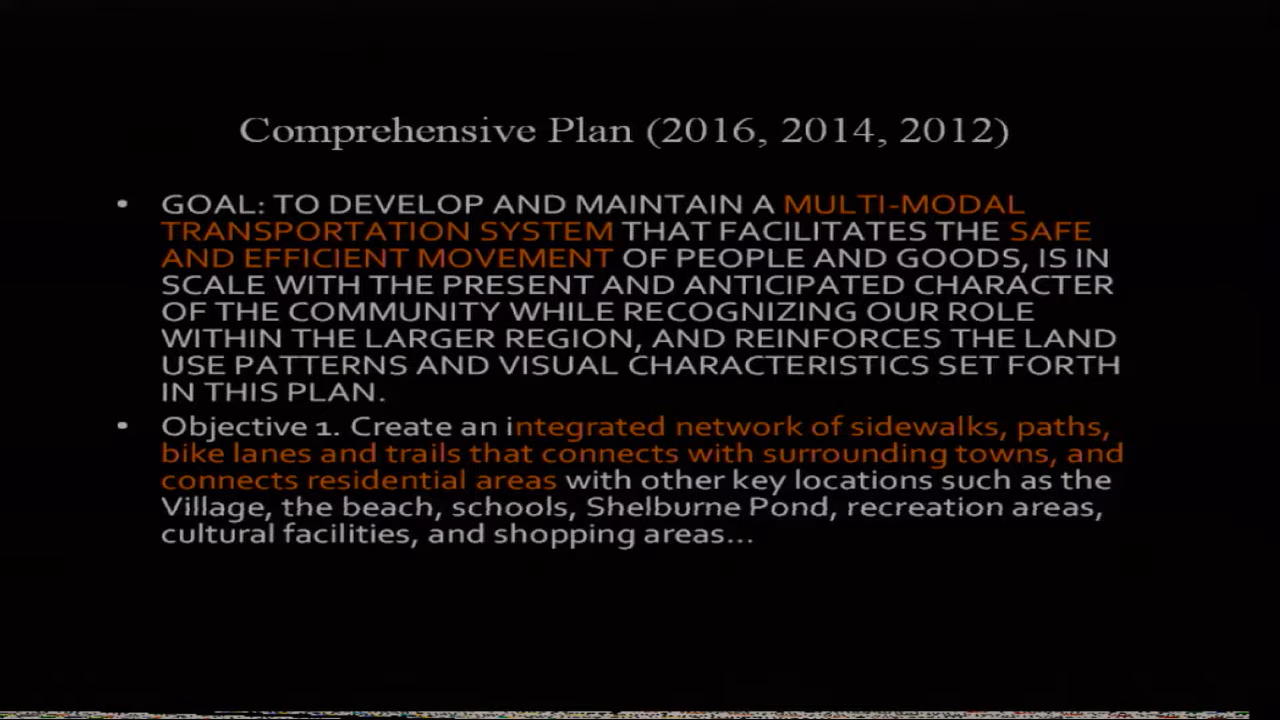 Comprehensive Plan (2016, 2014, 2012)
• GOAL: TO DEVELOP AND MAINTAIN A MULTI-MODAL
TRANSPORTATION SYSTEM THAT FACILITATES THE SAFE
AND EFFICIENT MOVEMENT OF PEOPLE AND GOODS, IS IN
SCALE WITH THE PRESENT AND ANTICIPATED CHARACTER
OF THE COMMUNITY WHILE RECOGNIZING OUR ROLE
WITHIN THE LARGER REGION, AND REINFORCES THE LAND
USE PATTERNS AND VISUAL CHARACTERISTICS SET FORTH
IN THIS PLAN.
• Objective 1. Create an integrated network of sidewalks, paths,
bike lanes and trails that connects with surrounding towns, and
connects residential areas with other key locations such as the
Village, the beach, schools, Shelburne Pond, recreation areas,
cultural facilities, and shopping areas...